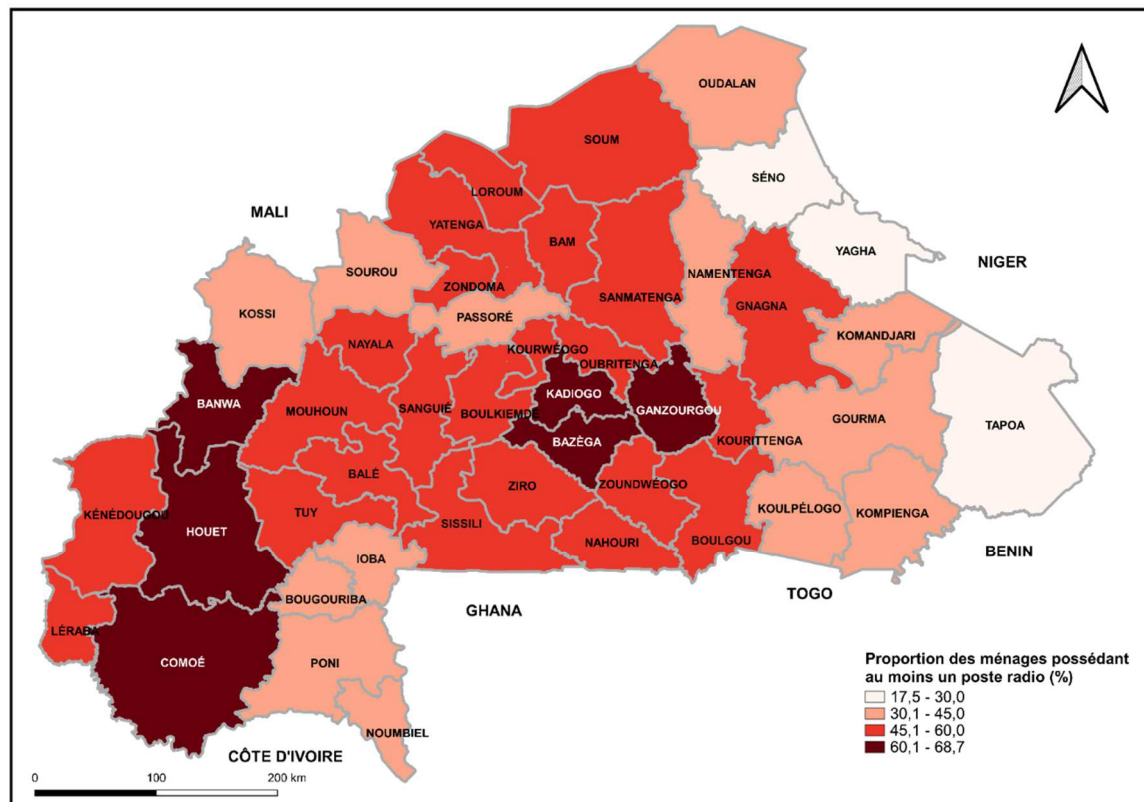 OUDALAN
SOUM
SÉNO
LOROUM
MALI
YATENGA
BAM
YAGHA
NIGER
SOUROU
NAMENTENGA
ZONDOMA
SANMATENGA
GNAGNA
KOSSI
PASSORÉ
KOMANDJARI
NAYALA
KOURWÉOGO
OUBRITENGA
KADIOGO
BANWA
MOUHOUN
SANGUIÉ
BOULKIEMDÉ
GANZOURGOU
GOURMA
TAPOA
BAZÈGA
KOURITTENGA
BALÉ
ZIRO
ZOUNDWÉOGO
KOULPÉLOGO
KOMPIENGA
KÉNÉDOUGOU
TUY
SISSILI
HOUET
NAHOURI
BOULGOU
BENIN
IOBA
BOUGOURIBA
TOGO
GHANA
LÉRABA
COMOÉ
PONI
NOUMBIEL
CÔTE D'IVOIRE
Proportion des ménages possédant
au moins un poste radio (%)
17,5 - 30,0
30,1 - 45,0
45,1 - 60,0
60,1 - 68,7
0 100 200 km